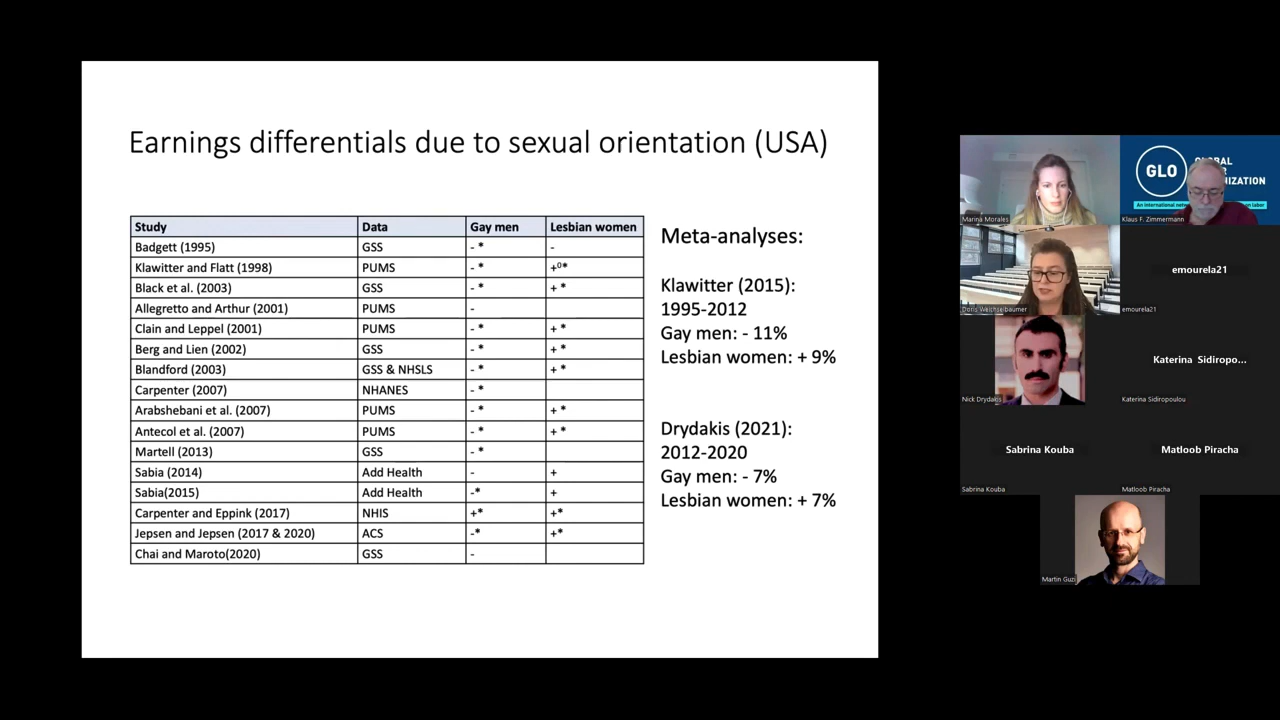 Earnings differentials due to sexual orientation (USA)
Study Data Gay men Lesbian women
Badgett (1995) GSS - * -
Klawitter and Flatt (1998) PUMS - * +⁰*
Black et al. (2003) GSS - * + *
Allegretto and Arthur (2001) PUMS -
Clain and Leppel (2001) PUMS - * + *
Berg and Lien (2002) GSS - * + *
Blandford (2003) GSS & NHSLS - * + *
Carpenter (2007) NHANES - *
Arabshebani et al. (2007) PUMS - * + *
Antecol et al. (2007) PUMS - * + *
Martell (2013) GSS - *
Sabia (2014) Add Health - +
Sabia(2015) Add Health -* +
Carpenter and Eppink (2017) NHIS +* +*
Jepsen and Jepsen (2017 & 2020) ACS -* +*
Chai and Maroto(2020) GSS -
Meta-analyses:
Klawitter (2015):
1995-2012
Gay men: - 11%
Lesbian women: + 9%
Drydakis (2021):
2012-2020
Gay men: - 7%
Lesbian women: + 7%
Marina Morales
GLO
An international
labor
Klaus F. Zimmermann
Doris Weichselbaumer
emourela21
emourela21
Nick Drydakis
Katerina Sidiropo...
Katerina Sidiropoulou
Sabrina Kouba
Sabrina Kouba
Matloob Piracha
Matloob Piracha
Martin Guzi